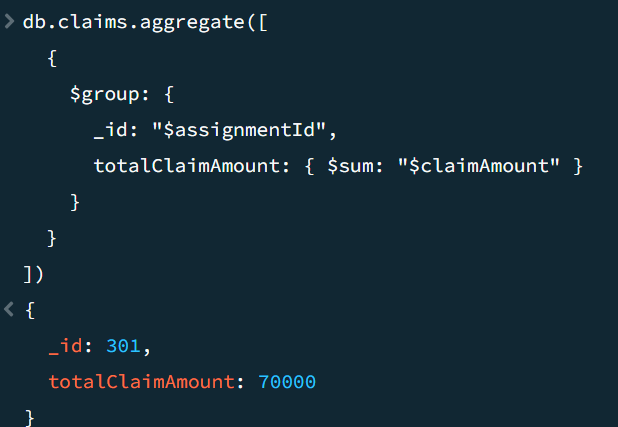 > db.claims.aggregate([
{
$group: {
_id: "$assignmentId",
totalClaimAmount: { $sum: "$claimAmount" }
}
}
])
< {
_id: 301,
totalClaimAmount: 70000
}